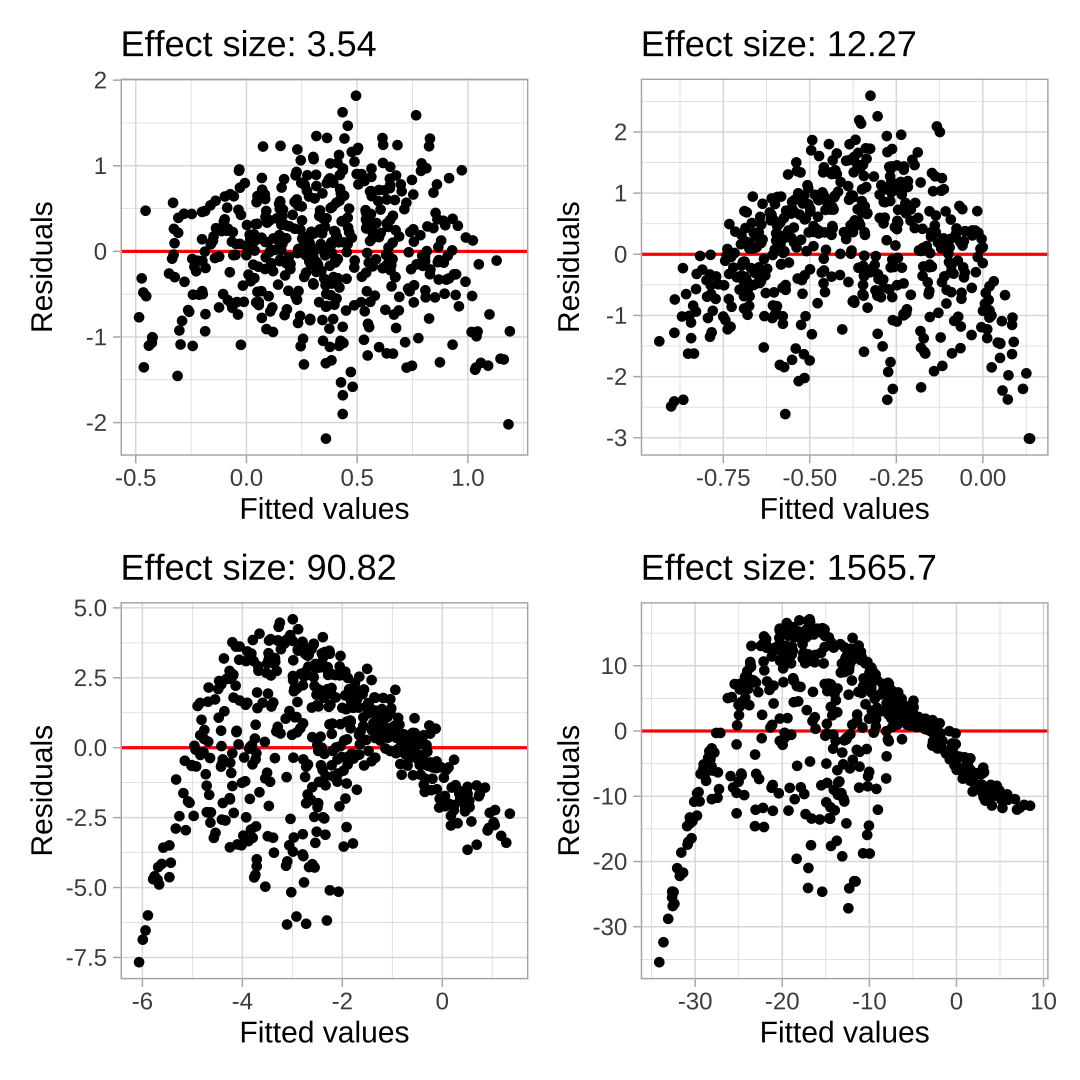 Effect size: 3.54
2
1
0
-1
-2
Residuals
-0.5 0.0 0.5 1.0
Fitted values
Effect size: 12.27
2
1
0
-1
-2
-3
Residuals
-0.75 -0.50 -0.25 0.00
Fitted values
Effect size: 90.82
5.0
2.5
0.0
-2.5
-5.0
-7.5
Residuals
-6 -4 -2 0
Fitted values
Effect size: 1565.7
10
0
-10
-20
-30
Residuals
-30 -20 -10 0 10
Fitted values